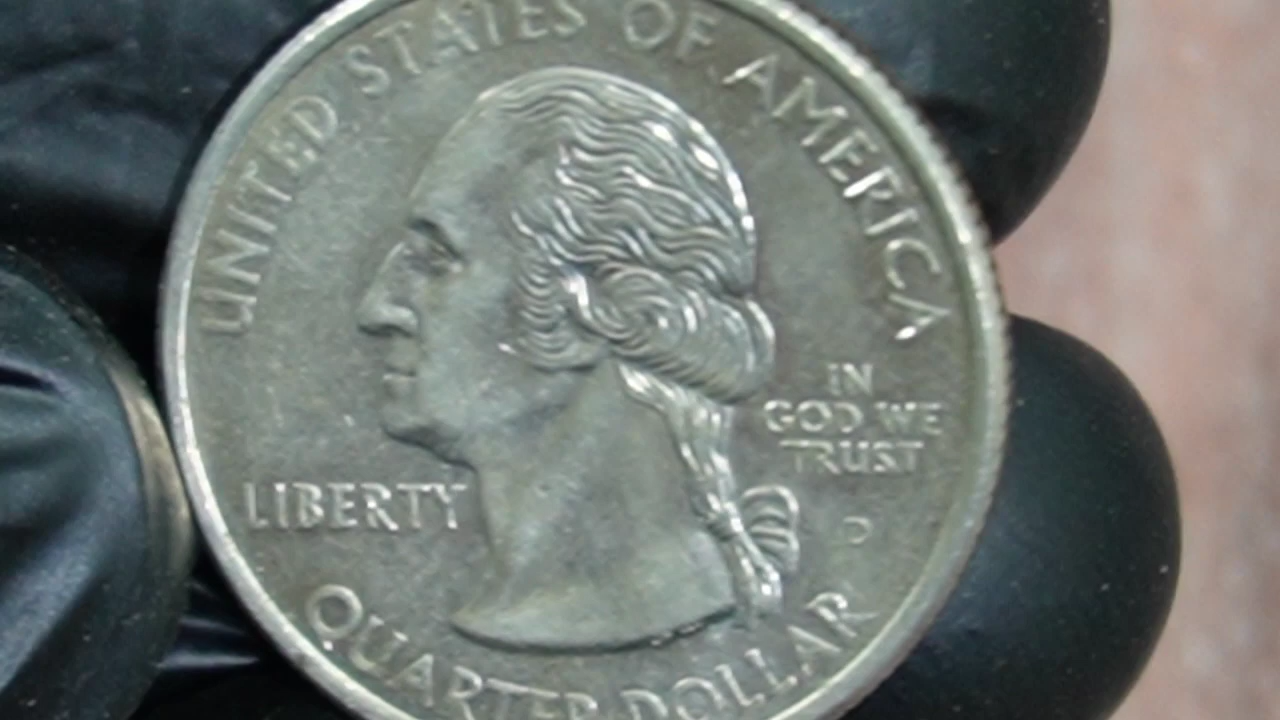 UNITED STATES OF AMERICA
IN
GOD WE
TRUST
LIBERTY
D
QUARTER DOLLAR